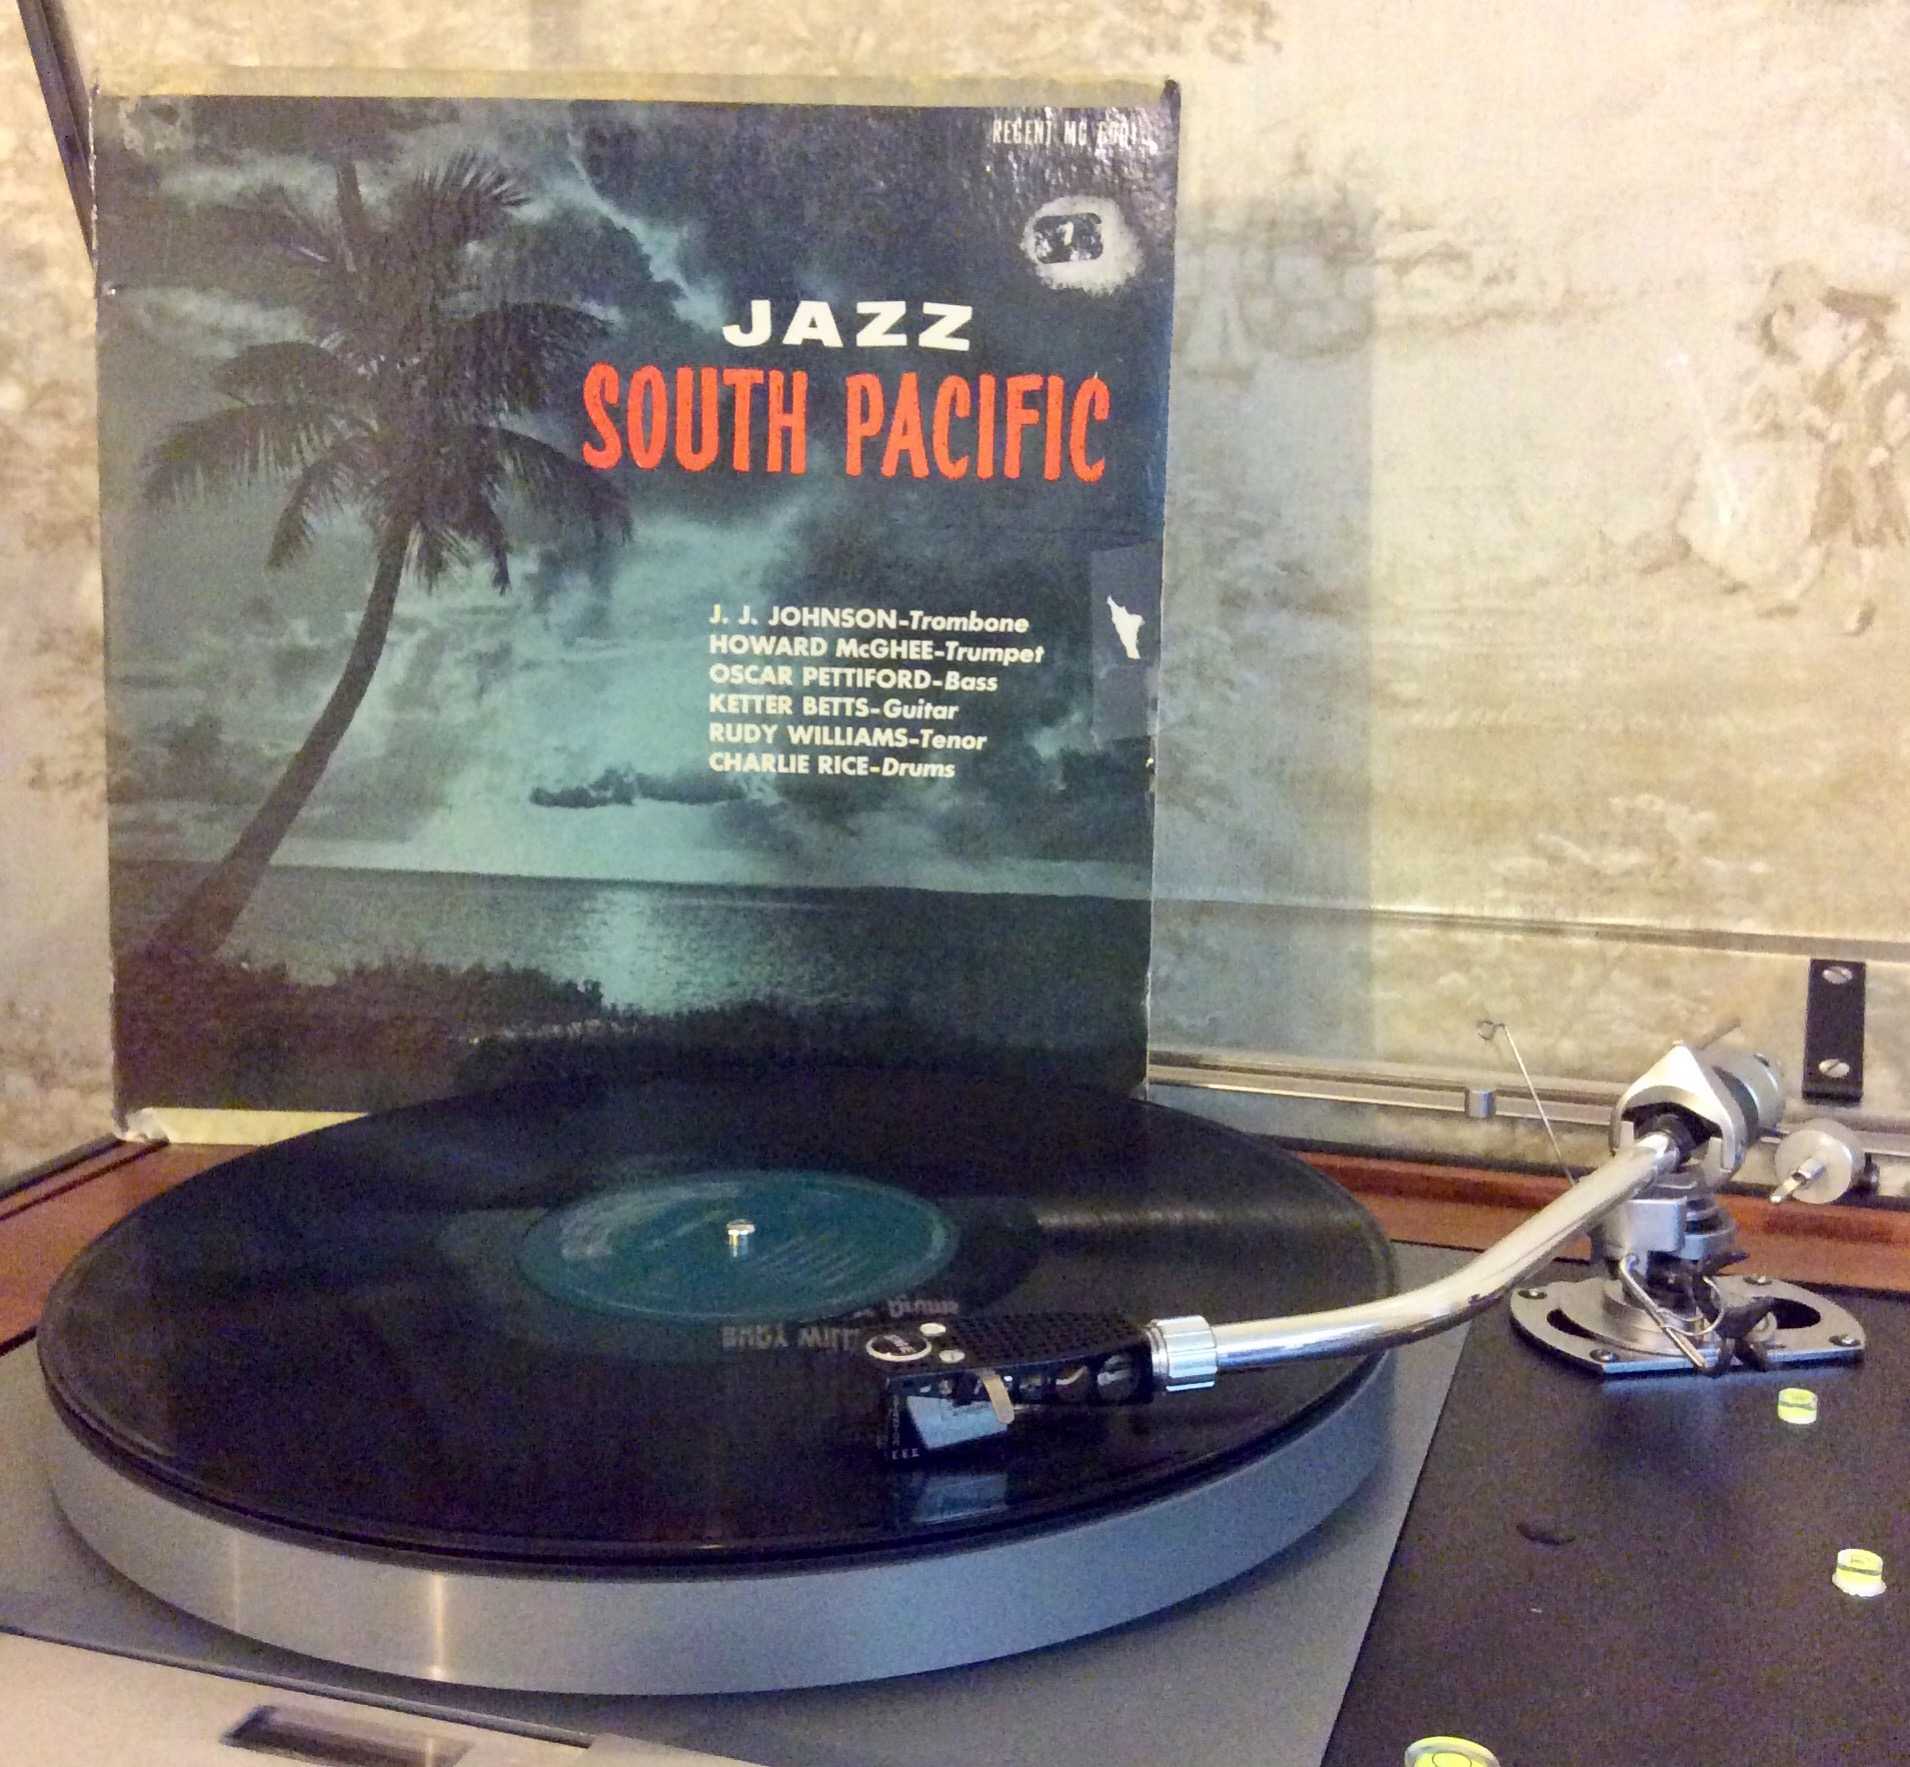 REGENT MG 6001
7
JAZZ
SOUTH PACIFIC
J. J. JOHNSON-Trombone
HOWARD McGHEE-Trumpet
OSCAR PETTIFORD-Bass
KETTER BETTS-Guitar
RUDY WILLIAMS-Tenor
CHARLIE RICE-Drums